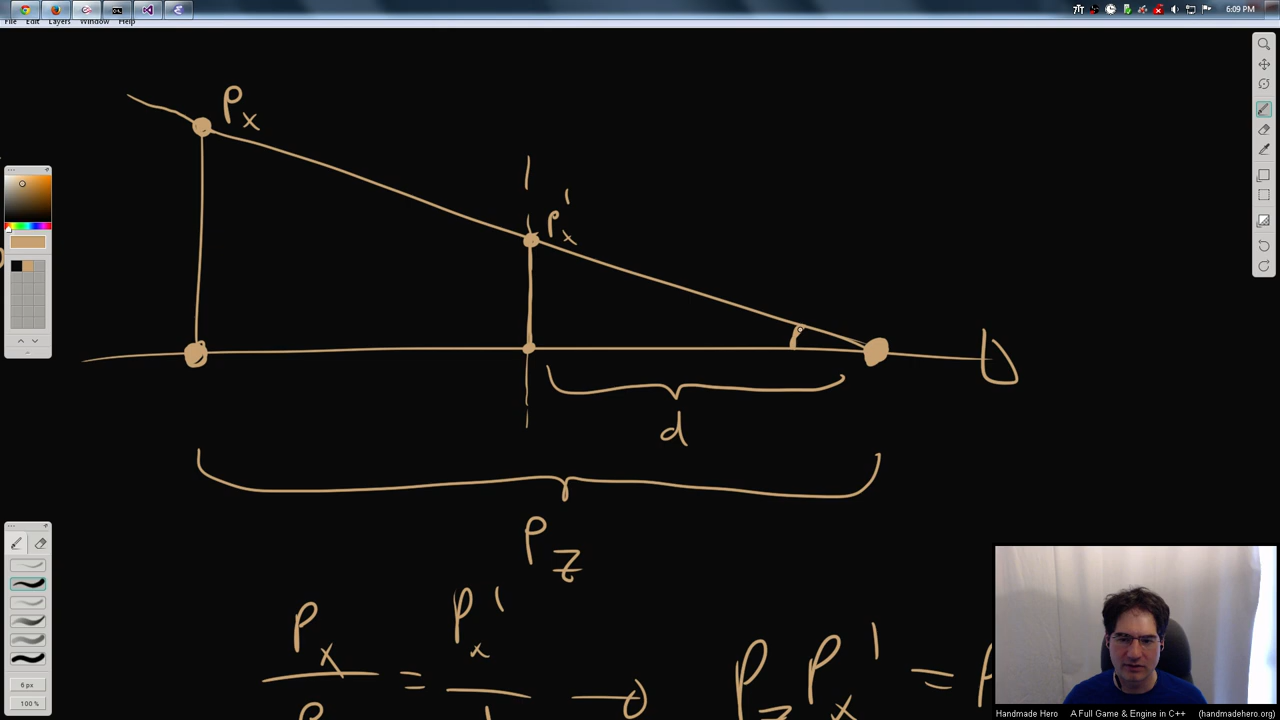 6:09 PM
File Edit Layers Window Help
Px
P'x
d
Pz
Px = P'x → PzP'x =
6 px
100 %
Handmade Hero A Full Game & Engine in C++ (handmadehero.org)